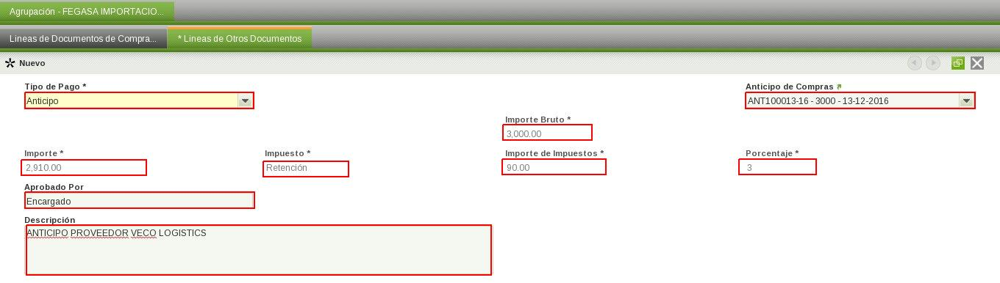 Agrupación - FEGASA IMPORTACIO...
Lineas de Documentos de Compra...
* Lineas de Otros Documentos
Nuevo
Tipo de Pago *
Anticipo de Compras
Anticipo
ANT100013-16 - 3000 - 13-12-2016
Importe Bruto *
3,000.00
Importe *
Impuesto *
Importe de Impuestos *
Porcentaje *
2,910.00
Retención
90.00
3
Aprobado Por
Encargado
Descripción
ANTICIPO PROVEEDOR VECO LOGISTICS